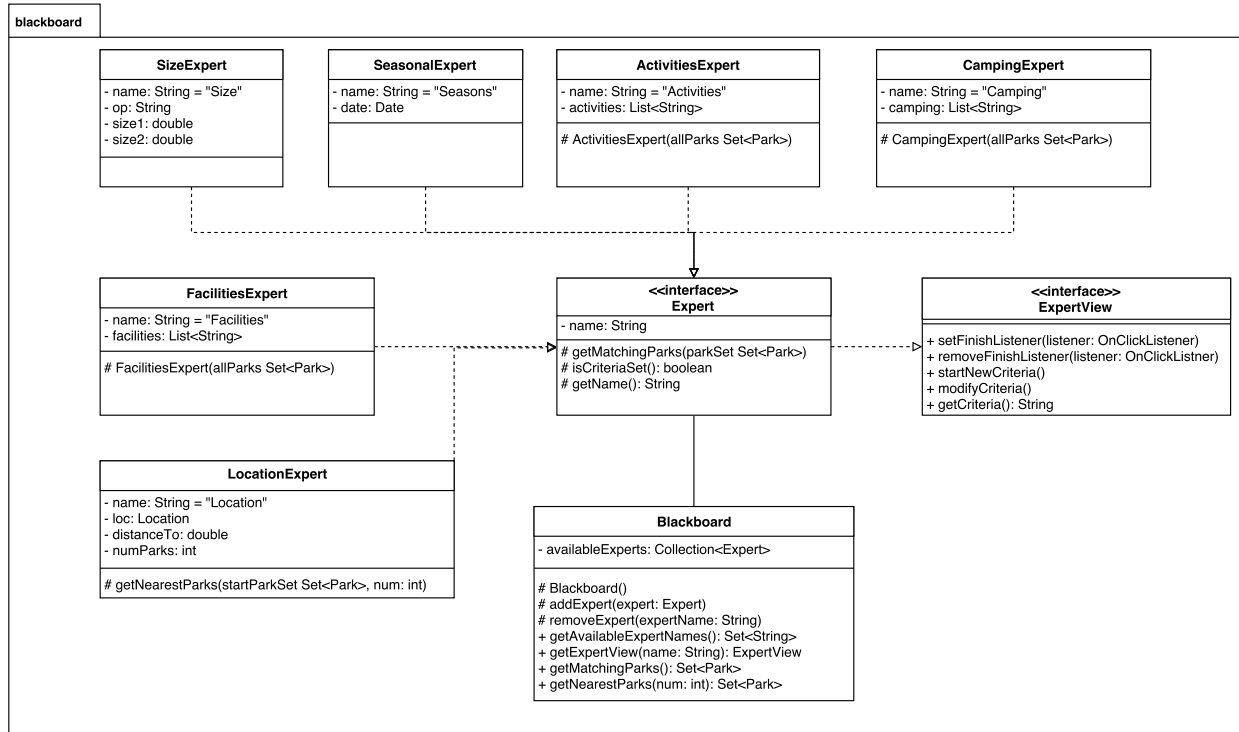 blackboard
SizeExpert
- name: String = "Size"
- op: String
- size1: double
- size2: double
SeasonalExpert
- name: String = "Seasons"
- date: Date
ActivitiesExpert
- name: String = "Activities"
- activities: List<String>
# ActivitiesExpert(allParks Set<Park>)
CampingExpert
- name: String = "Camping"
- camping: List<String>
# CampingExpert(allParks Set<Park>)
FacilitiesExpert
- name: String = "Facilities"
- facilities: List<String>
# FacilitiesExpert(allParks Set<Park>)
<<interface>>
Expert
- name: String
# getMatchingParks(parkSet Set<Park>)
# isCriteriaSet(): boolean
# getName(): String
<<interface>>
ExpertView
+ setFinishListener(listener: OnClickListener)
+ removeFinishListener(listener: OnClickListner)
+ startNewCriteria()
+ modifyCriteria()
+ getCriteria(): String
LocationExpert
- name: String = "Location"
- loc: Location
- distanceTo: double
- numParks: int
# getNearestParks(startParkSet Set<Park>, num: int)
Blackboard
- availableExperts: Collection<Expert>
# Blackboard()
# addExpert(expert: Expert)
# removeExpert(expertName: String)
+ getAvailableExpertNames(): Set<String>
+ getExpertView(name: String): ExpertView
+ getMatchingParks(): Set<Park>
+ getNearestParks(num: int): Set<Park>